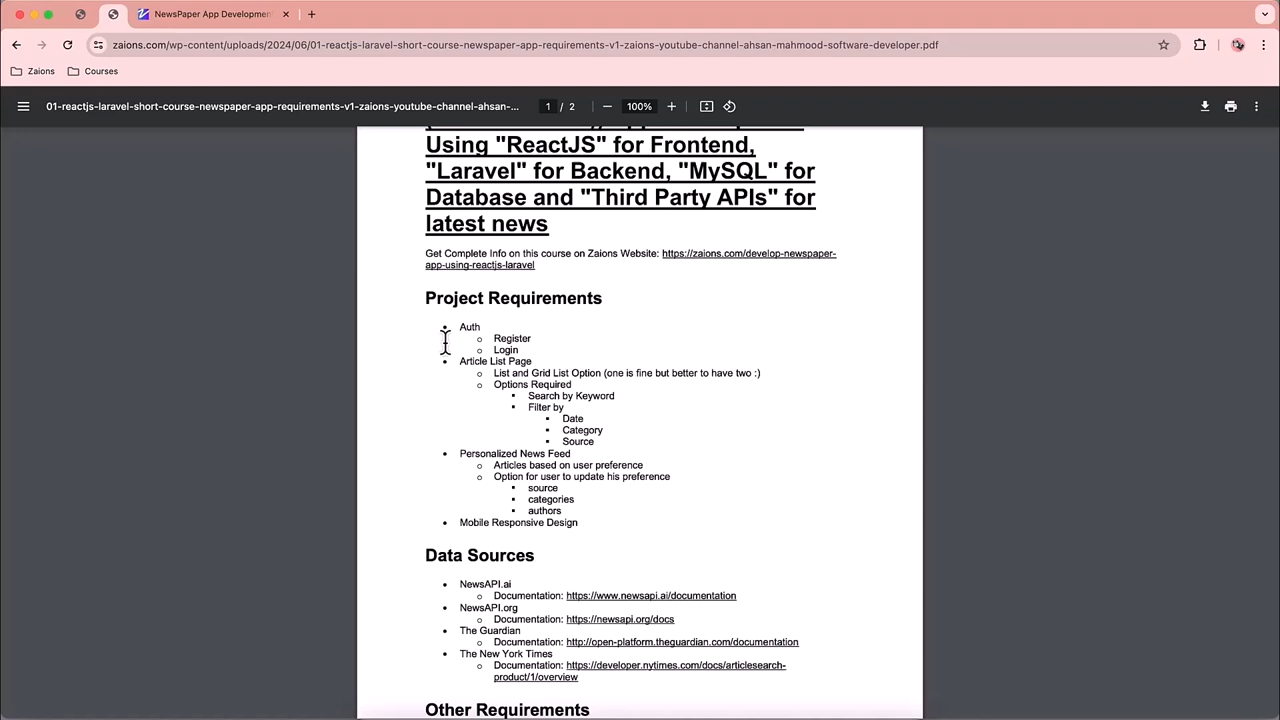 NewsPaper App Developmen
zaions.com/wp-content/uploads/2024/06/01-reactjs-laravel-short-course-newspaper-app-requirements-v1-zaions-youtube-channel-ahsan-mahmood-software-developer.pdf
Zaions
Courses
01-reactjs-laravel-short-course-newspaper-app-requirements-v1-zaions-youtube-channel-ahsan-...
1 / 2
100%
Using "ReactJS" for Frontend,
"Laravel" for Backend, "MySQL" for
Database and "Third Party APIs" for
latest news
Get Complete Info on this course on Zaions Website: https://zaions.com/develop-newspaper-
app-using-reactjs-laravel
Project Requirements
Auth
Register
Login
Article List Page
List and Grid List Option (one is fine but better to have two :)
Options Required
Search by Keyword
Filter by
Date
Category
Source
Personalized News Feed
Articles based on user preference
Option for user to update his preference
source
categories
authors
Mobile Responsive Design
Data Sources
NewsAPI.ai
Documentation: https://www.newsapi.ai/documentation
NewsAPI.org
Documentation: https://newsapi.org/docs
The Guardian
Documentation: http://open-platform.theguardian.com/documentation
The New York Times
Documentation: https://developer.nytimes.com/docs/articlesearch-
product/1/overview
Other Requirements